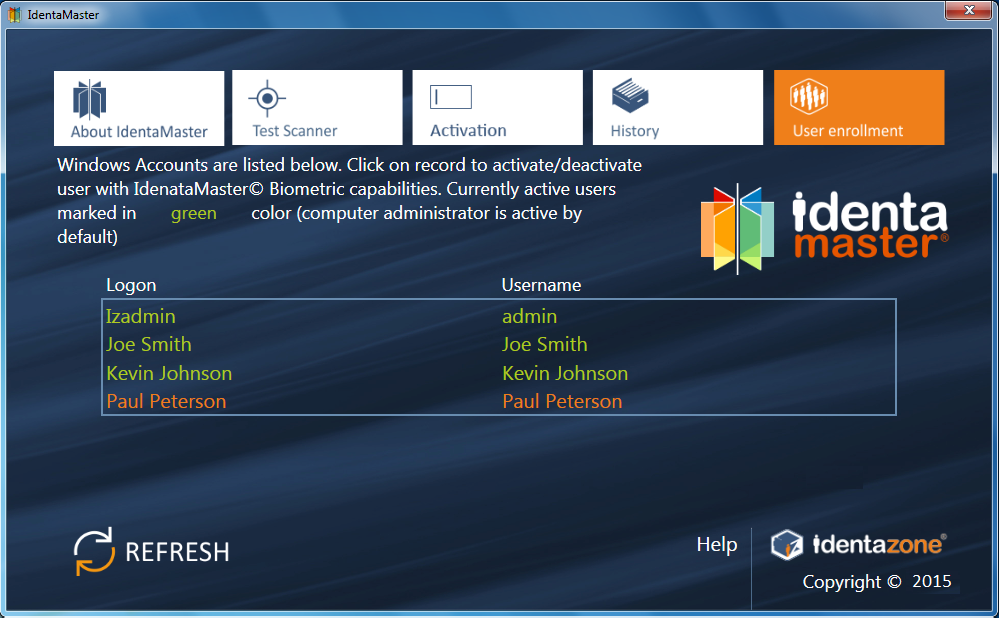 IdentaMaster
About IdentaMaster
Test Scanner
Activation
History
User enrollment
Windows Accounts are listed below. Click on record to activate/deactivate
user with IdenataMaster© Biometric capabilities. Currently active users
marked in green color (computer administrator is active by
default)
identa
master®
Logon Username
Izadmin admin
Joe Smith Joe Smith
Kevin Johnson Kevin Johnson
Paul Peterson Paul Peterson
REFRESH
Help
identazone®
Copyright © 2015